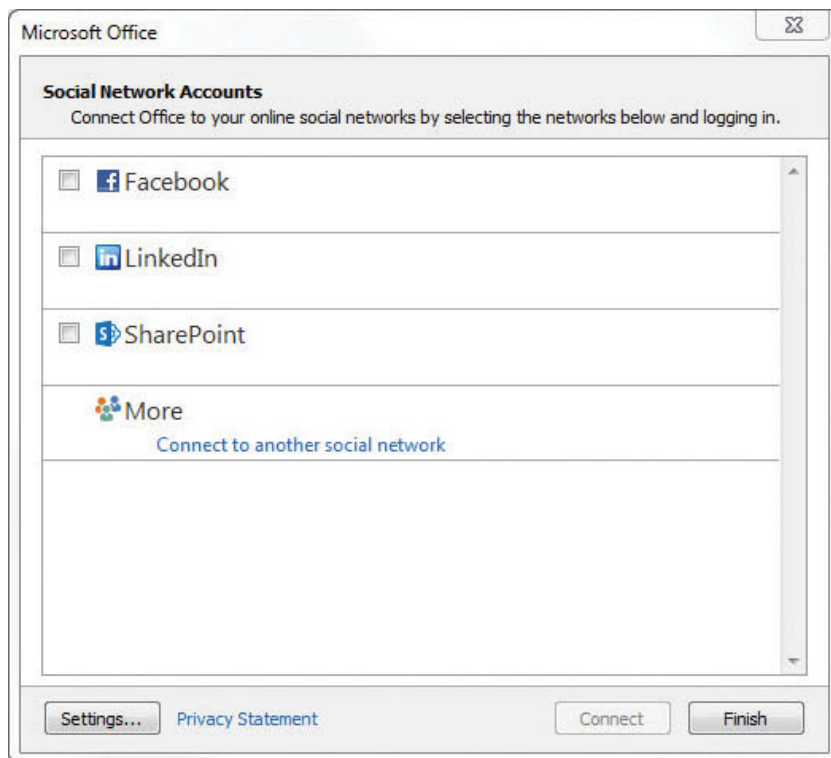 Microsoft Office
Social Network Accounts
Connect Office to your online social networks by selecting the networks below and logging in.
Facebook
LinkedIn
SharePoint
More
Connect to another social network
Settings...
Privacy Statement
Connect
Finish